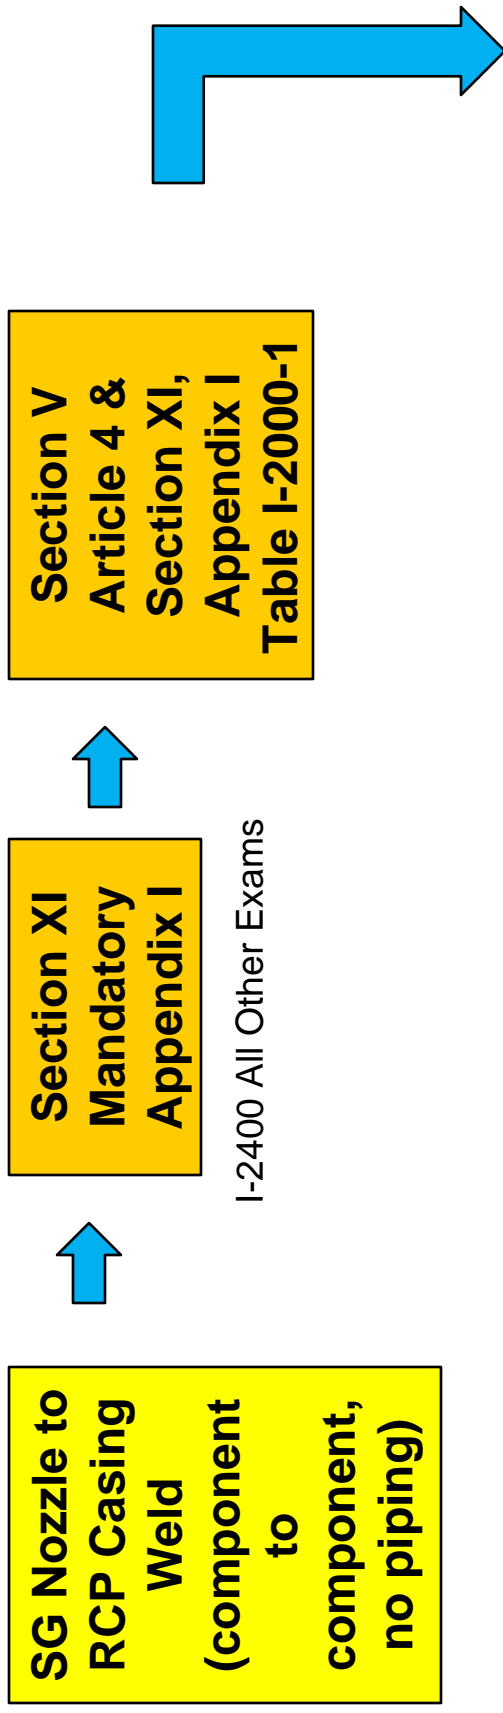 SG Nozzle to
RCP Casing
Weld
(component
to
component,
no piping)
Section XI
Mandatory
Appendix I
I-2400 All Other Exams
Section V
Article 4 &
Section XI,
Appendix I
Table I-2000-1